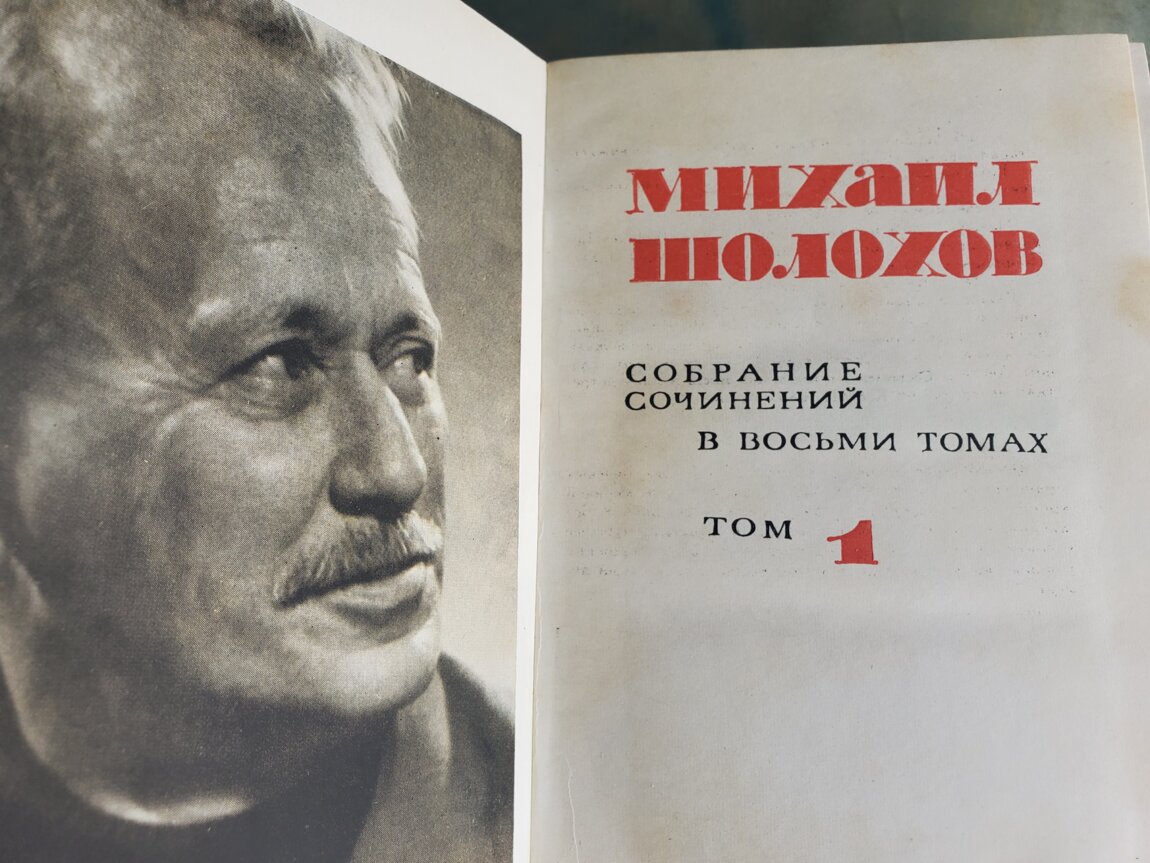 МИХАИЛ
ШОЛОХОВ
СОБРАНИЕ
СОЧИНЕНИЙ
В ВОСЬМИ ТОМАХ
ТОМ 1